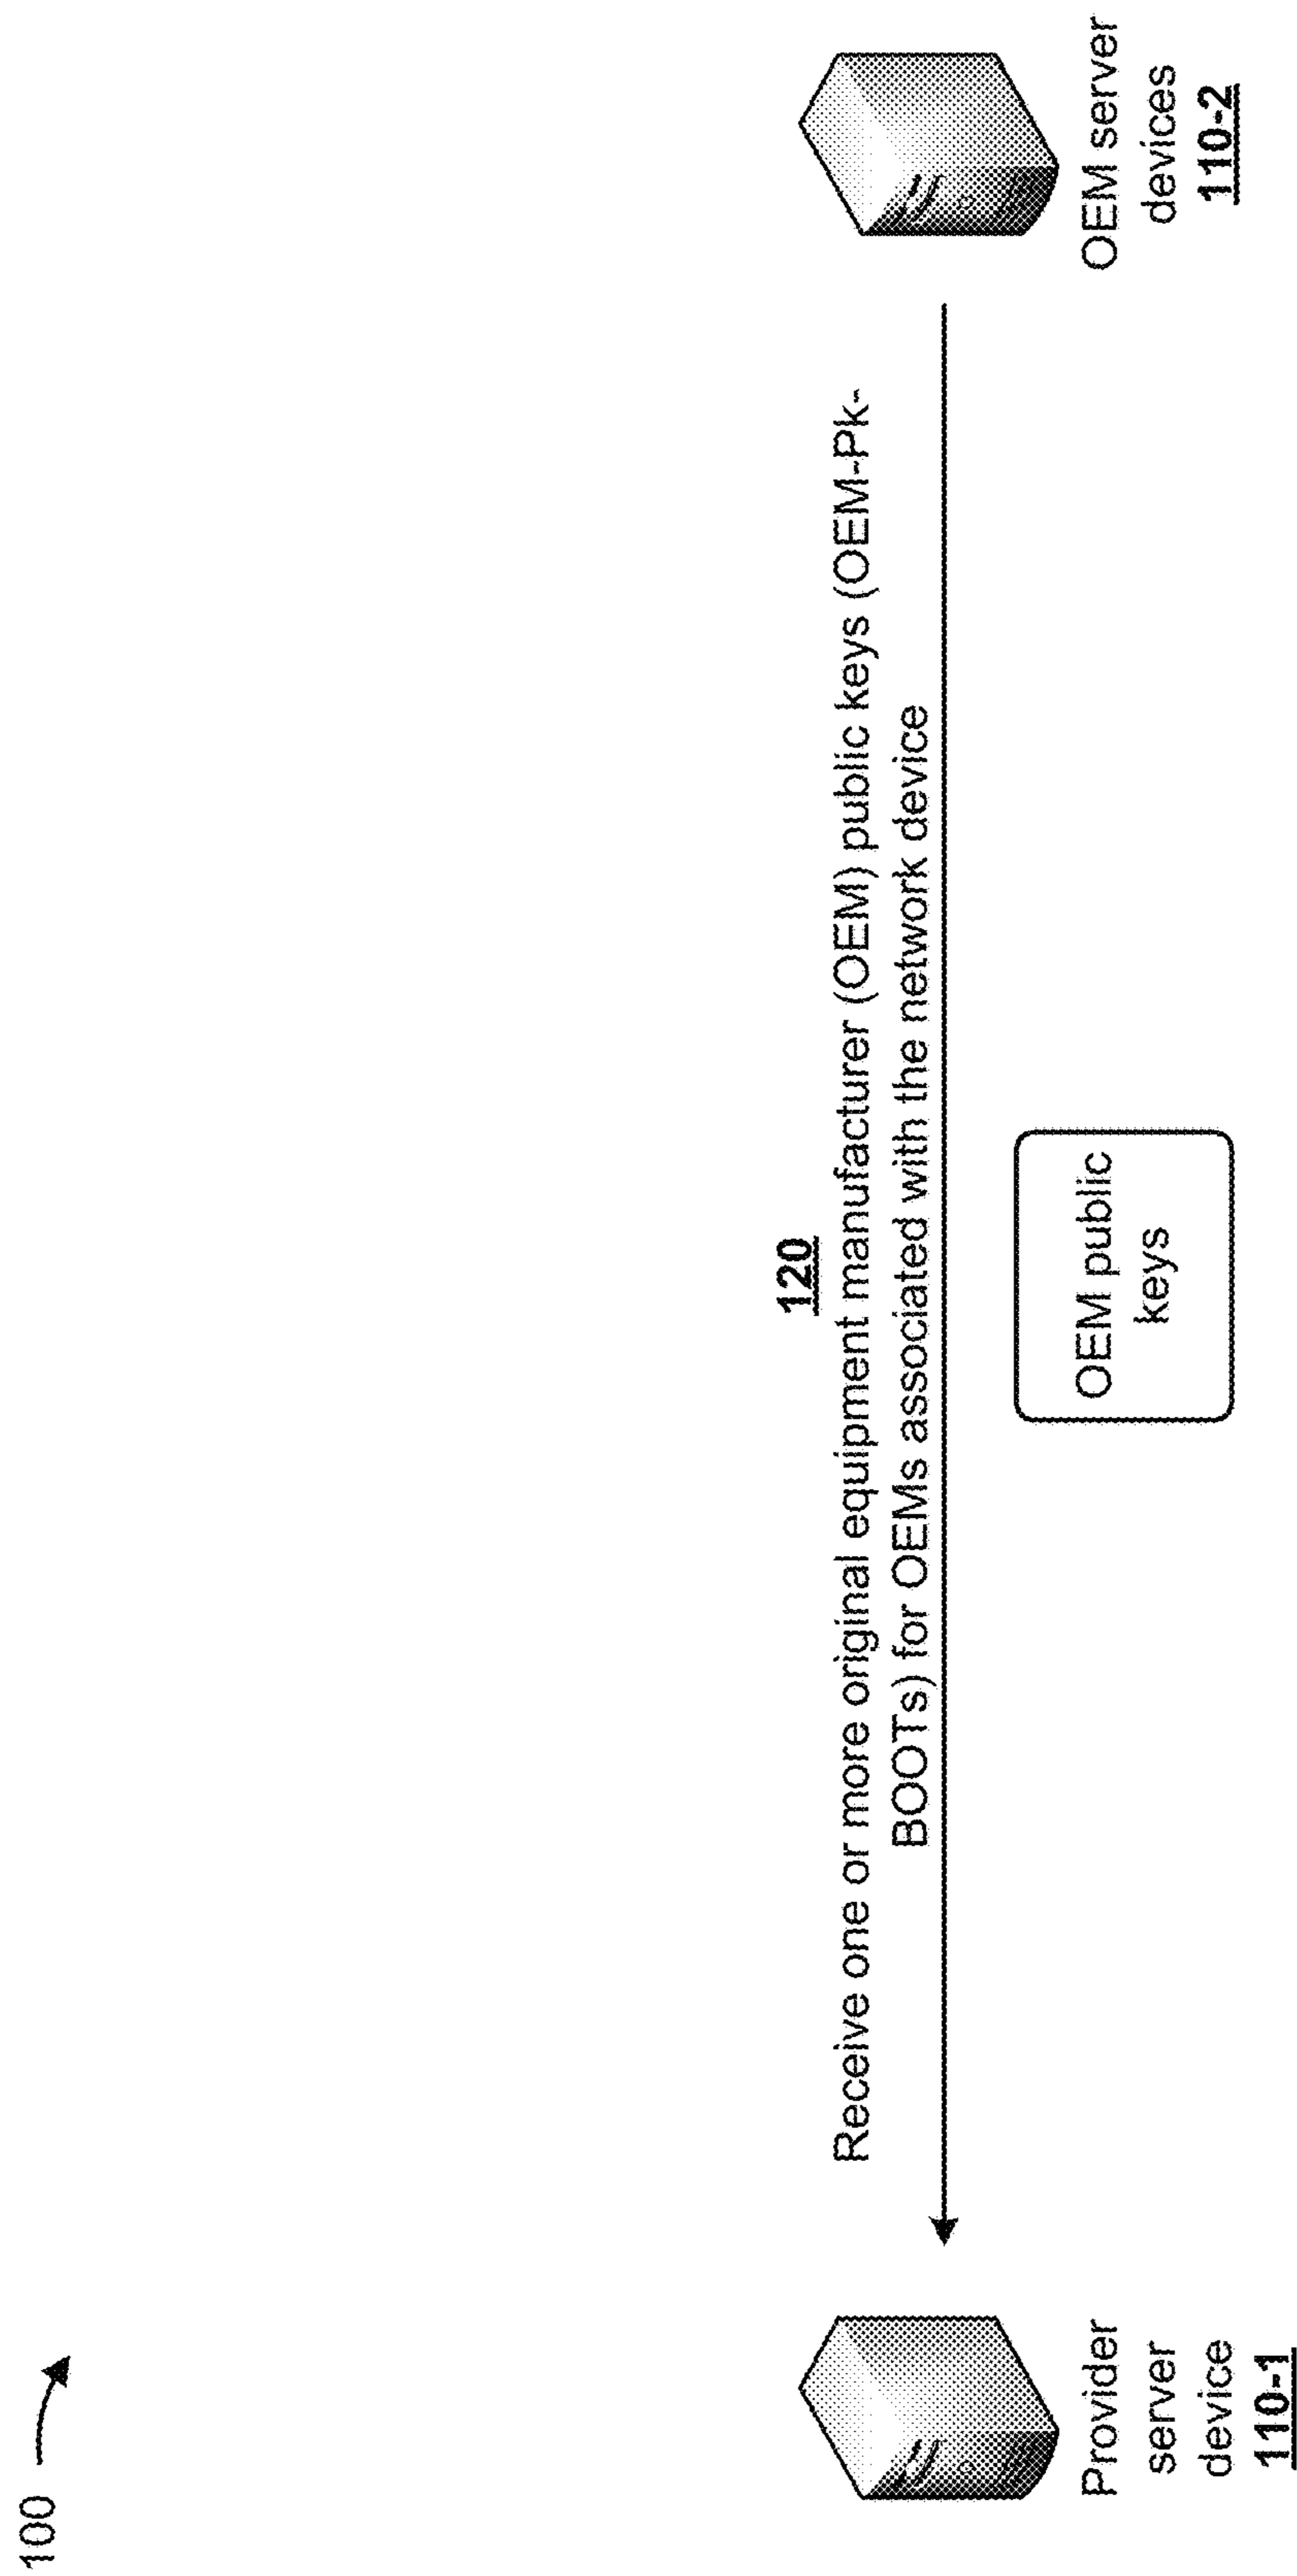 100
120
Receive one or more original equipment manufacturer (OEM) public keys (OEM-Pk-
BOOTs) for OEMs associated with the network device
OEM public
keys
Provider
server
device
110-1
OEM server
devices
110-2